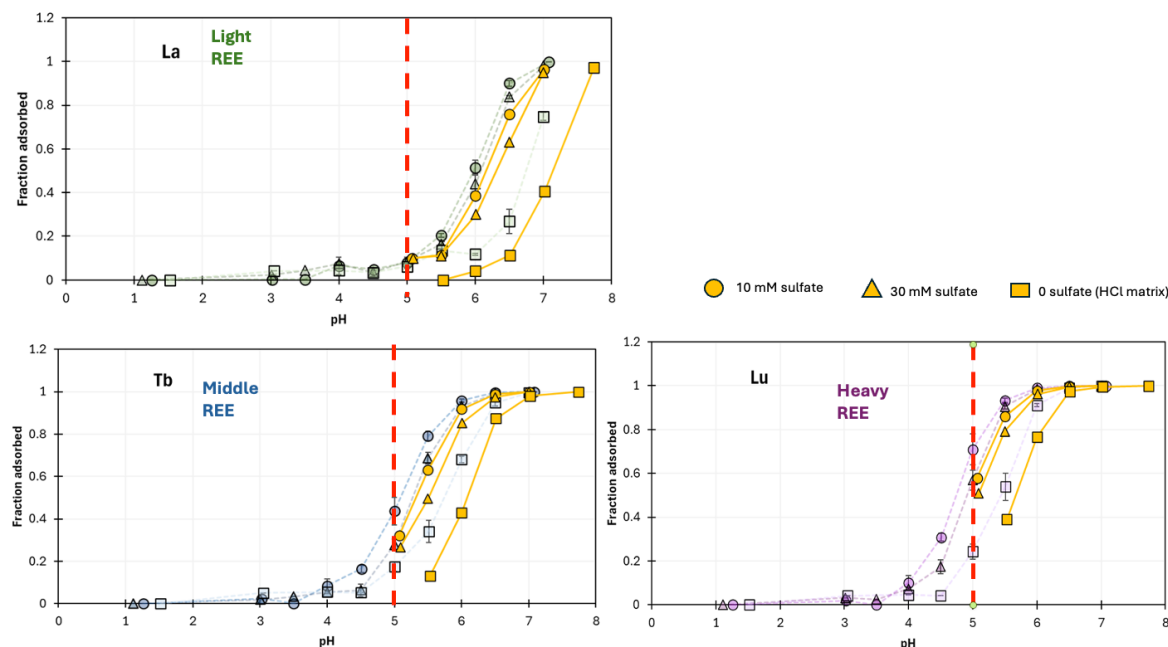 La
Light
REE
Fraction adsorbed
1.2
1
0.8
0.6
0.4
0.2
0
0 1 2 3 4 5 6 7 8
pH
10 mM sulfate
30 mM sulfate
0 sulfate (HCl matrix)
Tb
Middle
REE
Fraction adsorbed
1.2
1
0.8
0.6
0.4
0.2
0
0 1 2 3 4 5 6 7 8
pH
Lu
Heavy
REE
Fraction adsorbed
1.2
1
0.8
0.6
0.4
0.2
0
0 1 2 3 4 5 6 7 8
pH